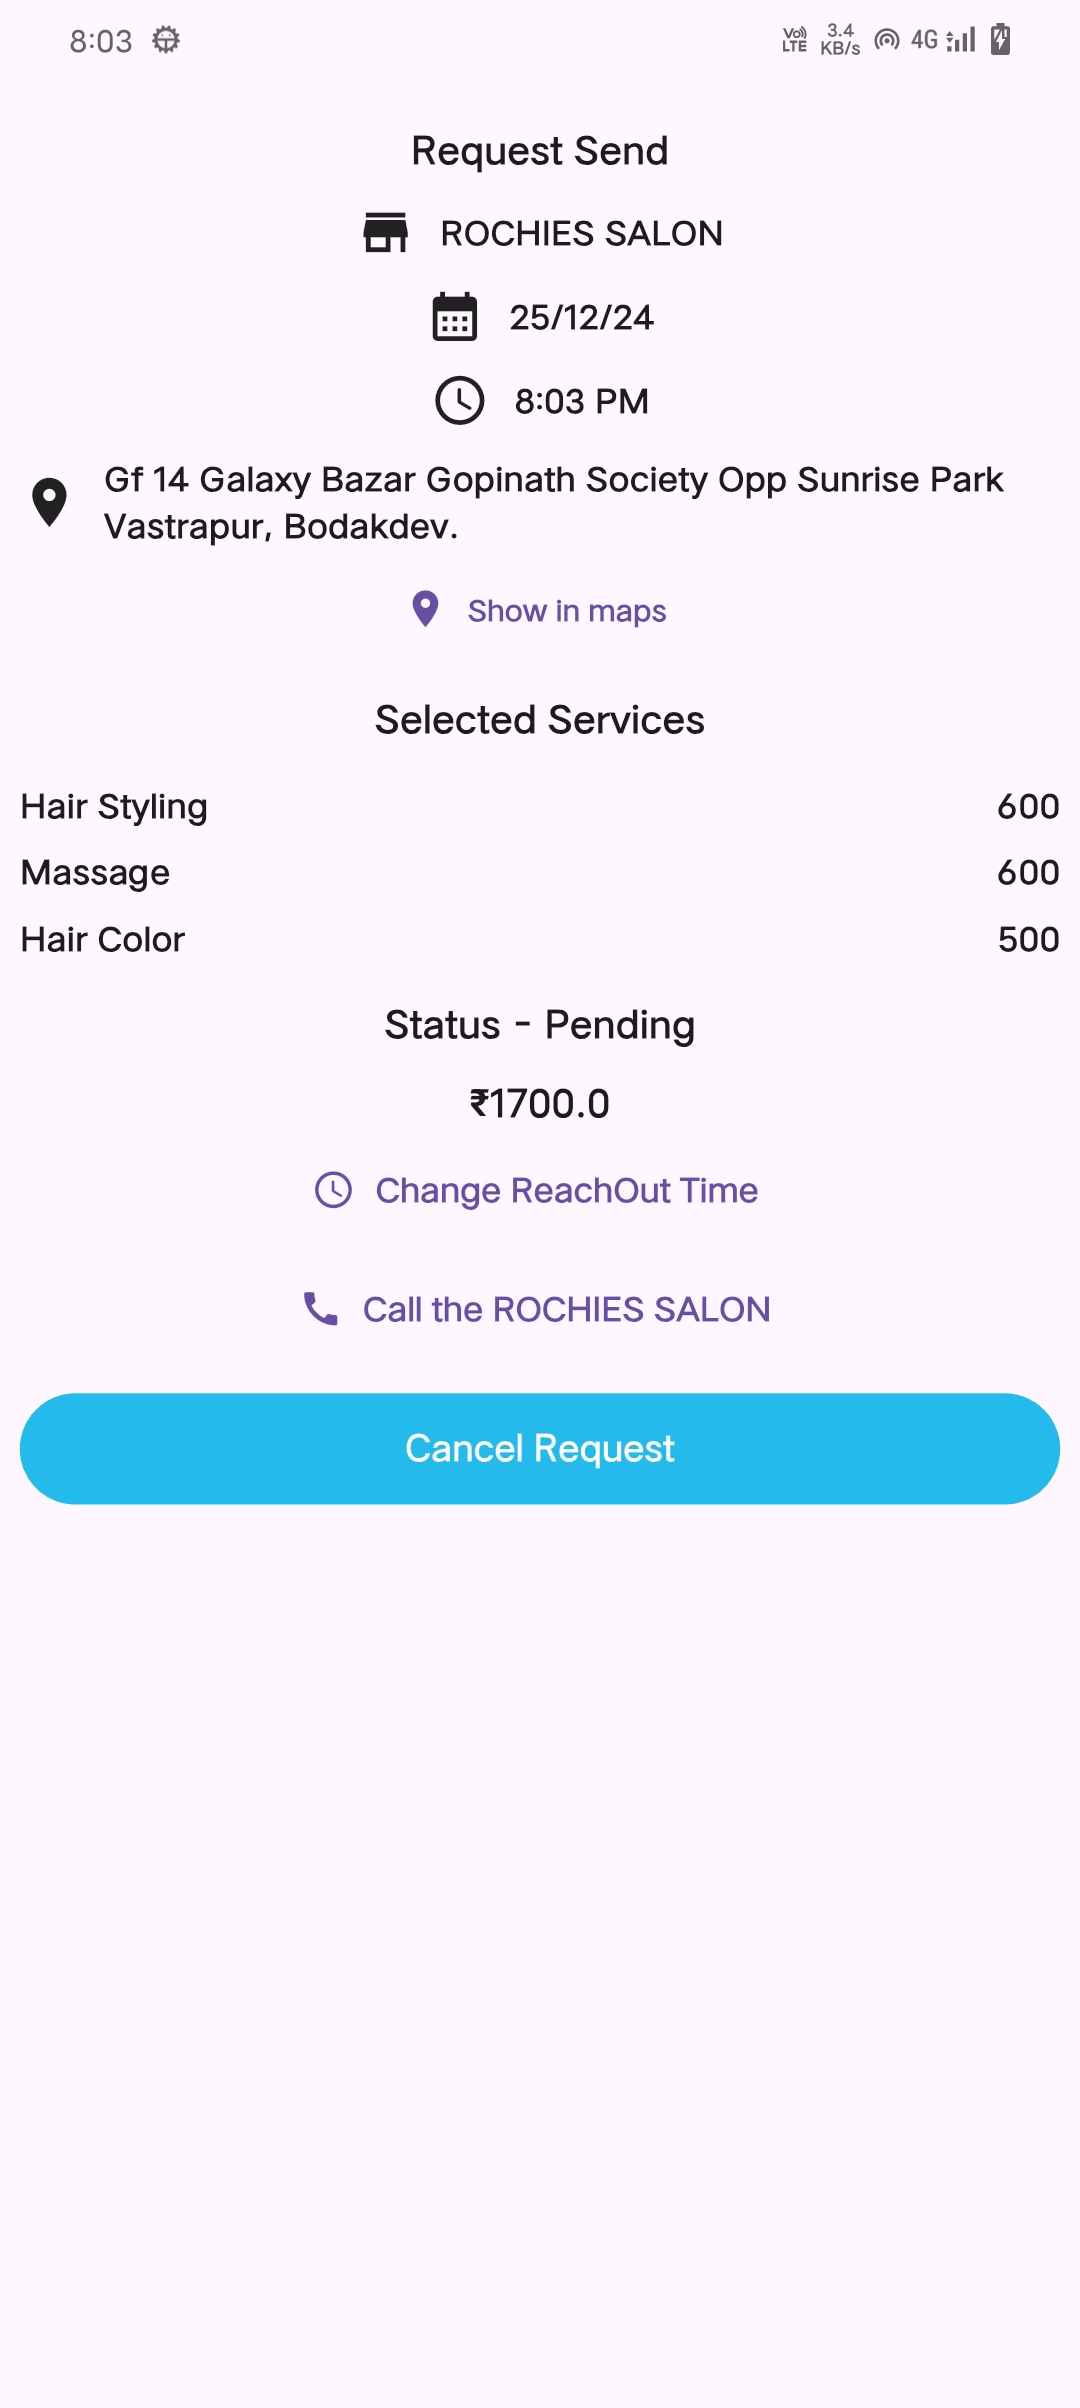 8:03
Vo) LTE 3.4 KB/s 4G
Request Send
ROCHIES SALON
25/12/24
8:03 PM
Gf 14 Galaxy Bazar Gopinath Society Opp Sunrise Park
Vastrapur, Bodakdev.
Show in maps
Selected Services
Hair Styling 600
Massage 600
Hair Color 500
Status - Pending
₹1700.0
Change ReachOut Time
Call the ROCHIES SALON
Cancel Request